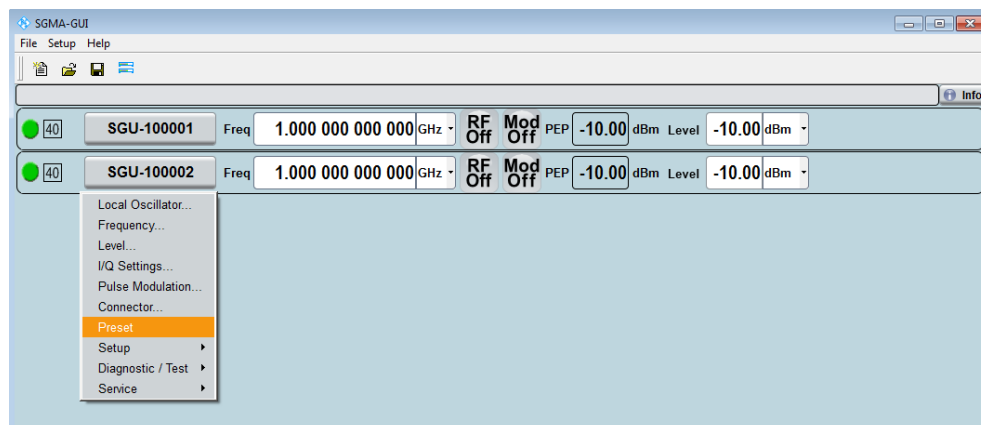 SGMA-GUI
File Setup Help
Info
40 SGU-100001 Freq 1.000 000 000 000 GHz RF Off Mod Off PEP -10.00 dBm Level -10.00 dBm
40 SGU-100002 Freq 1.000 000 000 000 GHz RF Off Mod Off PEP -10.00 dBm Level -10.00 dBm
Local Oscillator...
Frequency...
Level...
I/Q Settings...
Pulse Modulation...
Connector...
Preset
Setup
Diagnostic / Test
Service